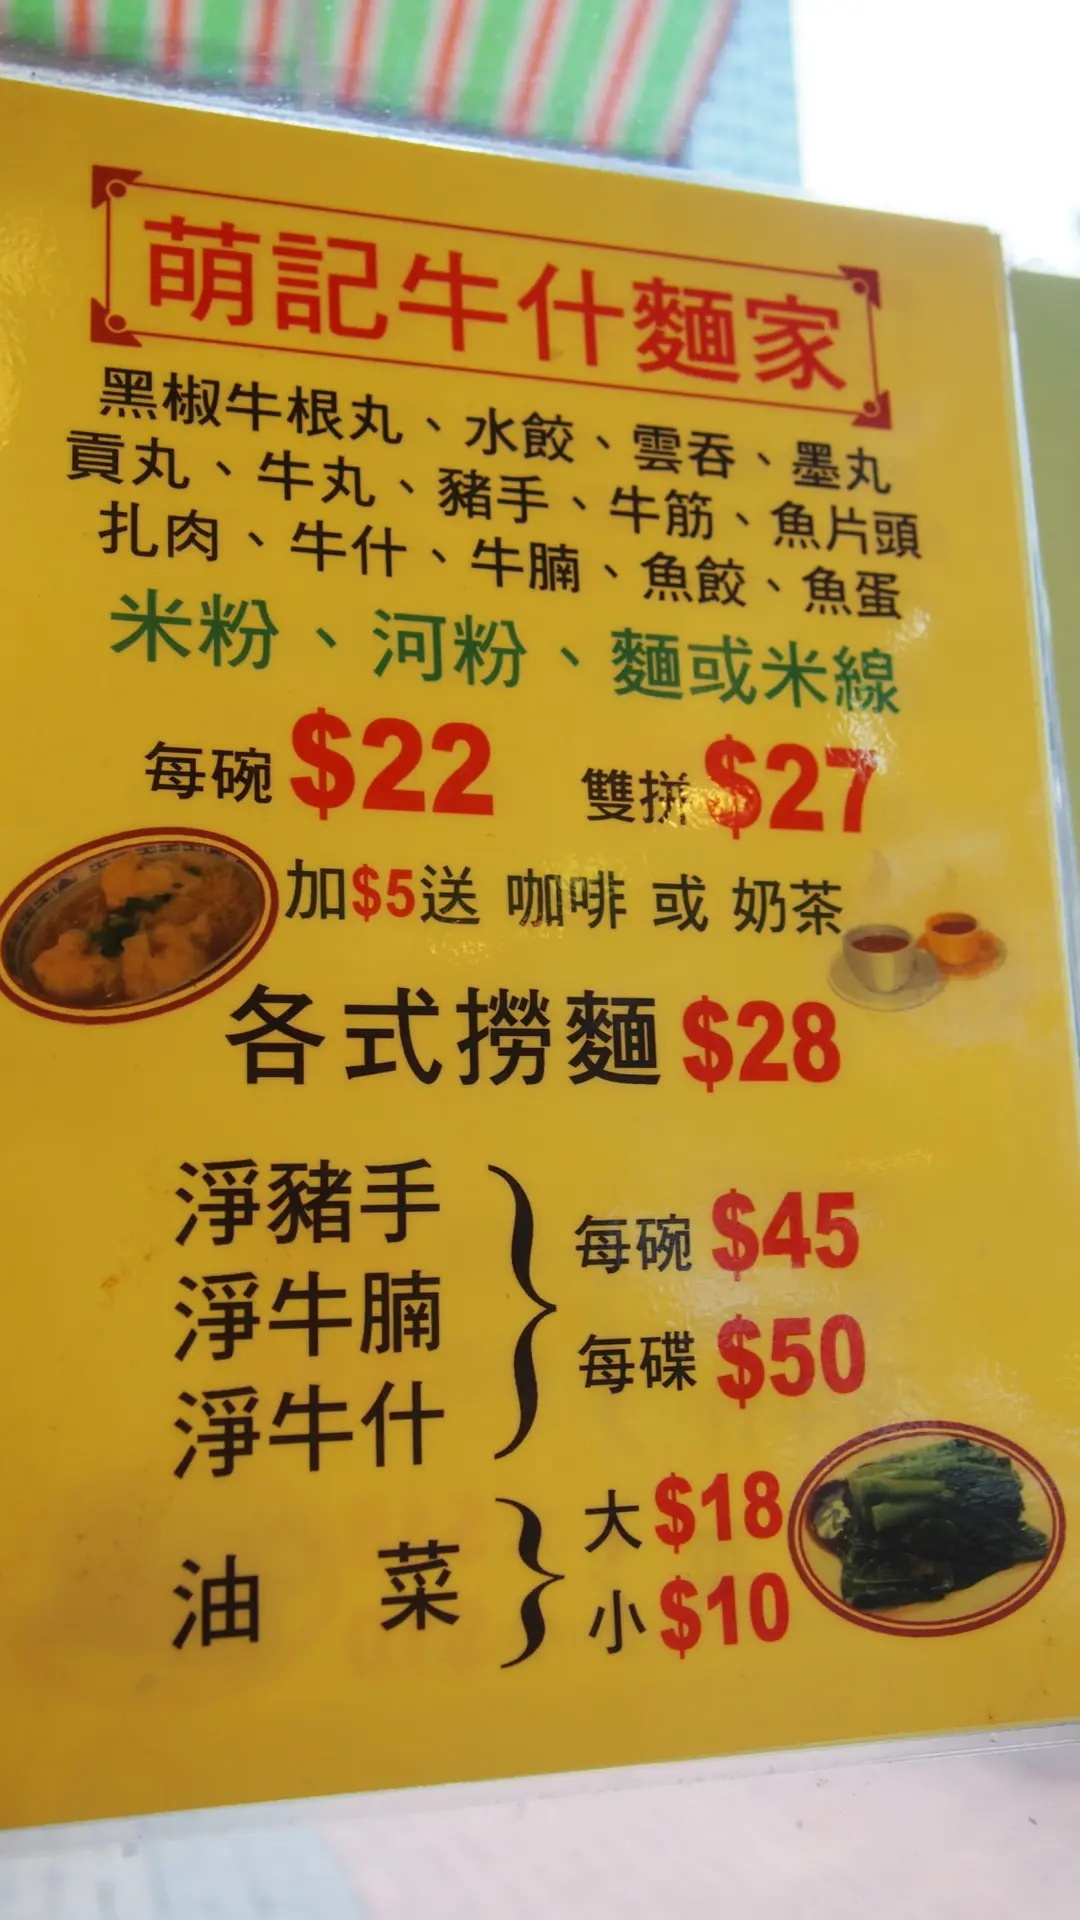 萌記牛什麵家
黑椒牛根丸、水餃、雲吞、墨丸
貢丸、牛丸、豬手、牛筋、魚片頭
扎肉、牛什、牛腩、魚餃、魚蛋
米粉、河粉、麵或米線
每碗 $22 雙拼 $27
加$5送 咖啡 或 奶茶
各式撈麵 $28
淨豬手
淨牛腩
淨牛什
每碗 $45
每碟 $50
油菜
大 $18
小 $10